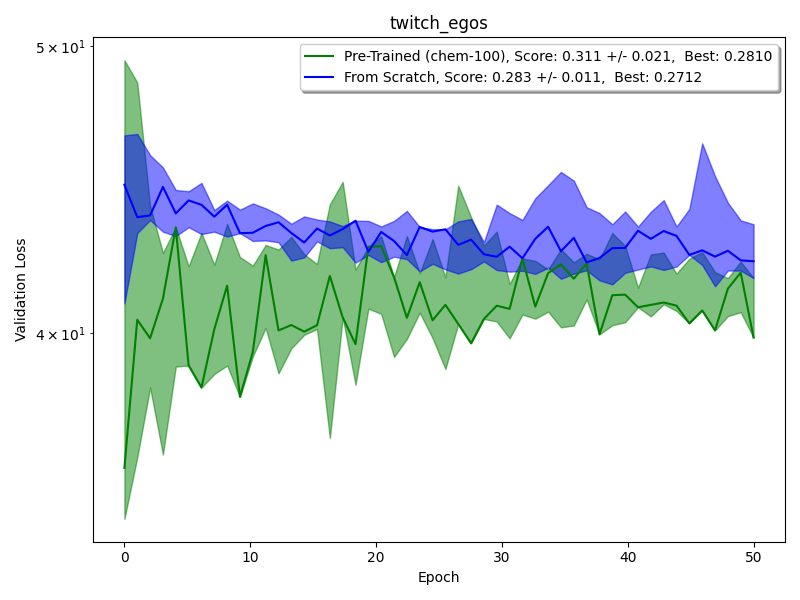 twitch_egos
5 × 10¹
Pre-Trained (chem-100), Score: 0.311 +/- 0.021,  Best: 0.2810
From Scratch, Score: 0.283 +/- 0.011,  Best: 0.2712
Validation Loss
4 × 10¹
0 10 20 30 40 50
Epoch